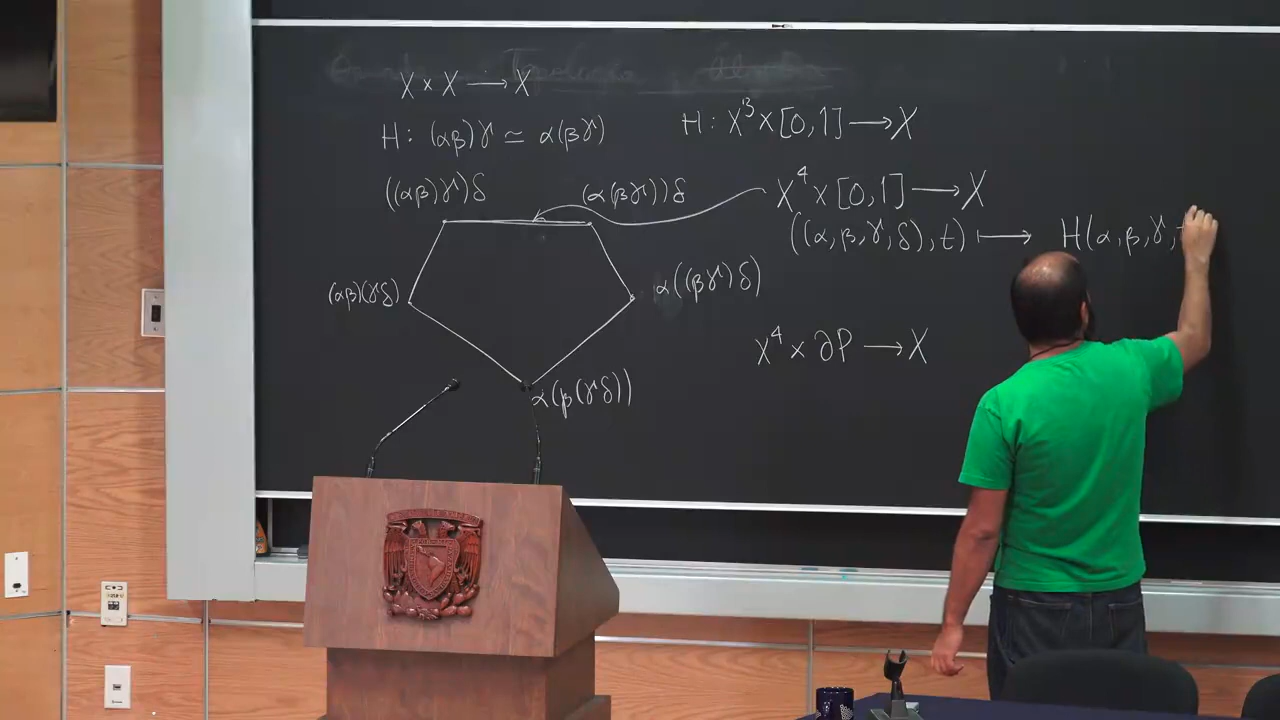 X × X ⟶ X
H : (αβ)γ ≃ α(βγ)
H : X³ × [0,1] ⟶ X
((αβ)γ)δ
(α(βγ))δ
X⁴ × [0,1] ⟶ X
((α,β,γ,δ),t) ⟼ H(α,β,γ,t
(αβ)(γδ)
α((βγ)δ)
X⁴ × ∂P ⟶ X
α(β(γδ))